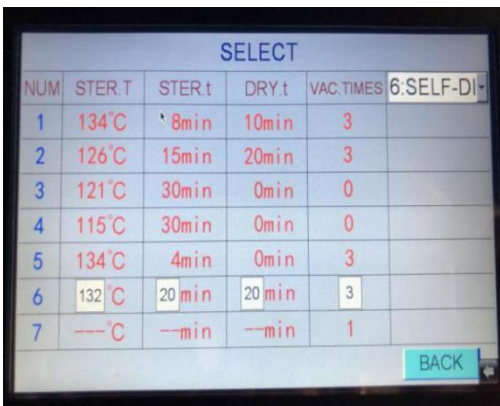 SELECT
NUM STER.T STER.t DRY.t VAC.TIMES 6:SELF-DI
1 134°C 8min 10min 3
2 126°C 15min 20min 3
3 121°C 30min 0min 0
4 115°C 30min 0min 0
5 134°C 4min 0min 3
6 132 °C 20 min 20 min 3
7 ---°C --min --min 1
BACK